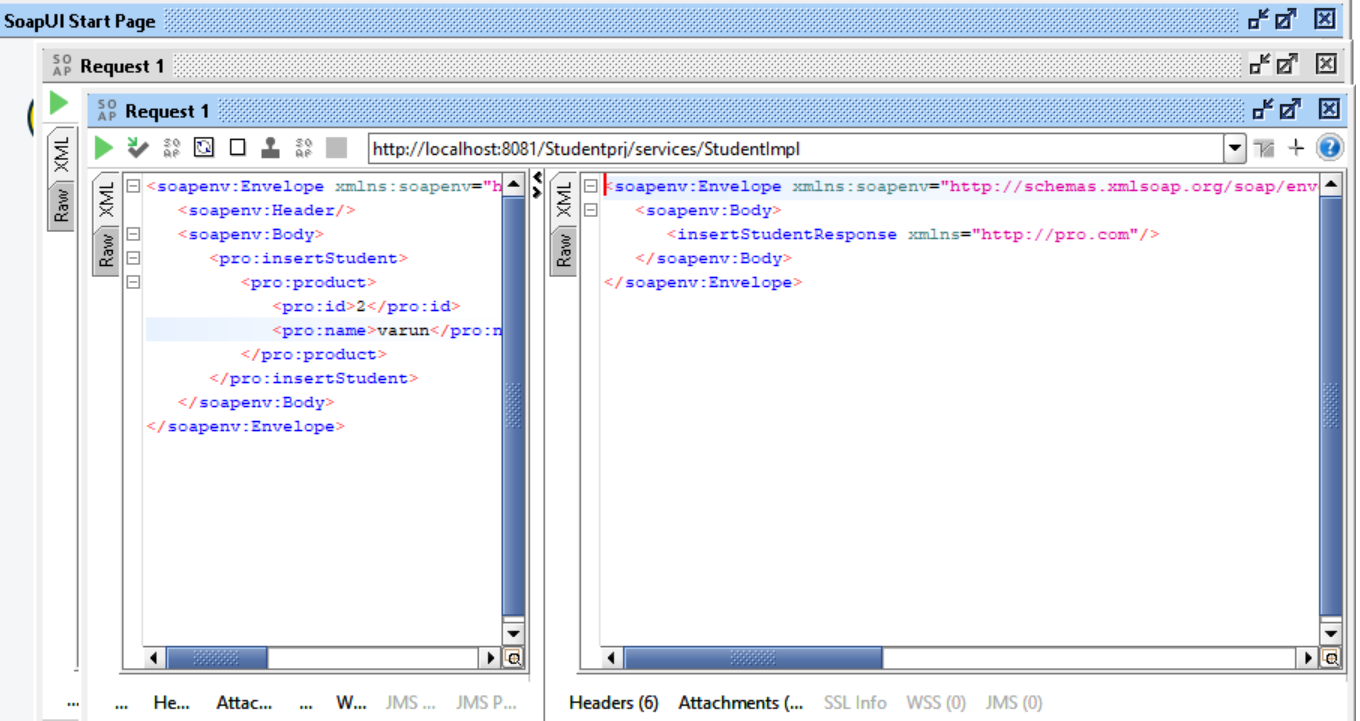 SoapUI Start Page
SO AP Request 1
SO AP Request 1
http://localhost:8081/Studentprj/services/StudentImpl
XML
Raw
XML
Raw
<soapenv:Envelope xmlns:soapenv="h
<soapenv:Header/>
<soapenv:Body>
<pro:insertStudent>
<pro:product>
<pro:id>2</pro:id>
<pro:name>varun</pro:n
</pro:product>
</pro:insertStudent>
</soapenv:Body>
</soapenv:Envelope>
XML
Raw
<soapenv:Envelope xmlns:soapenv="http://schemas.xmlsoap.org/soap/env
<soapenv:Body>
<insertStudentResponse xmlns="http://pro.com"/>
</soapenv:Body>
</soapenv:Envelope>
... ... He... Attac... ... W... JMS ... JMS P...
Headers (6) Attachments (... SSL Info WSS (0) JMS (0)